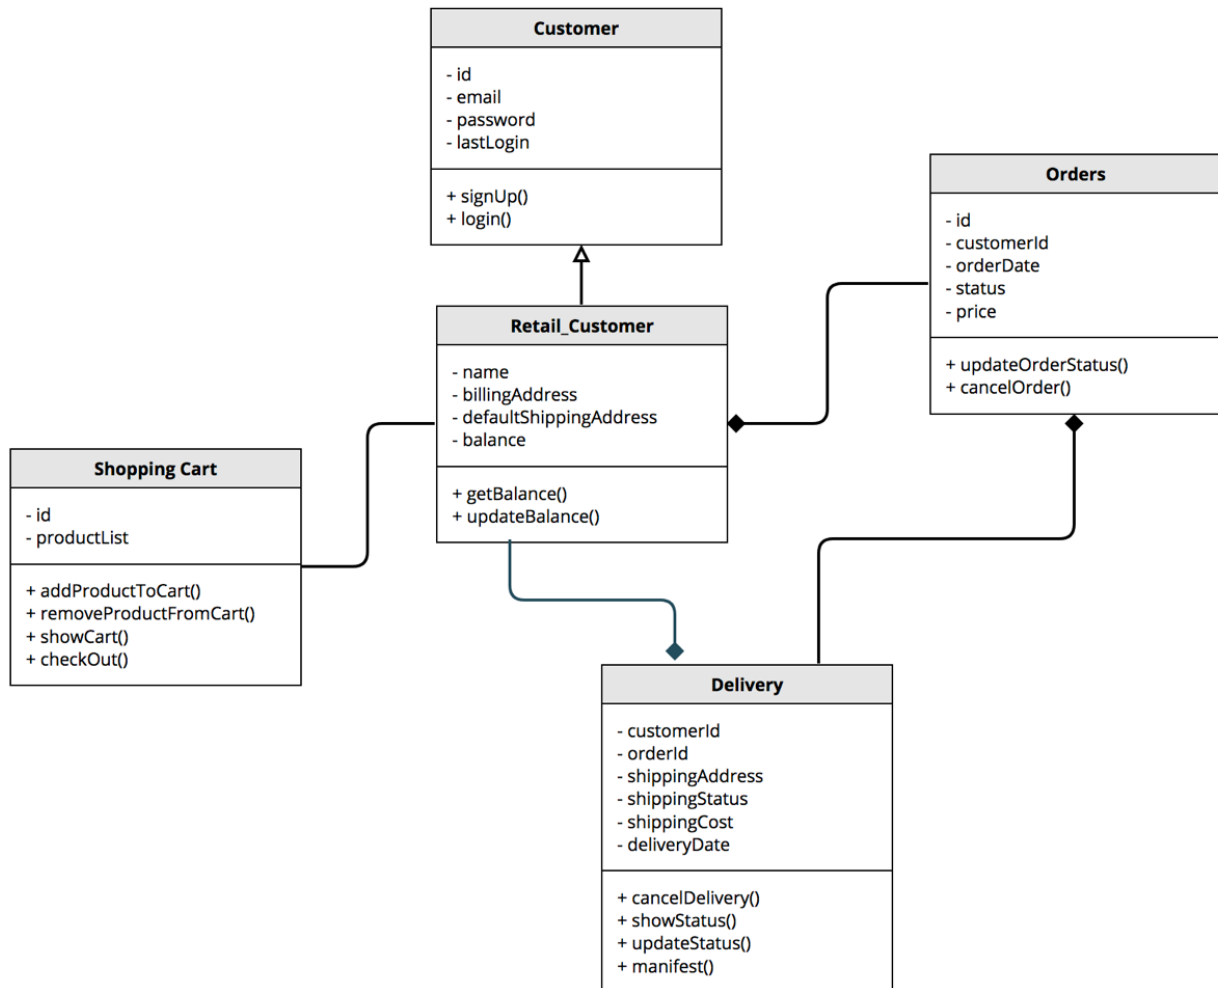 Customer
- id
- email
- password
- lastLogin
+ signUp()
+ login()
Orders
- id
- customerId
- orderDate
- status
- price
+ updateOrderStatus()
+ cancelOrder()
Retail_Customer
- name
- billingAddress
- defaultShippingAddress
- balance
+ getBalance()
+ updateBalance()
Shopping Cart
- id
- productList
+ addProductToCart()
+ removeProductFromCart()
+ showCart()
+ checkOut()
Delivery
- customerId
- orderId
- shippingAddress
- shippingStatus
- shippingCost
- deliveryDate
+ cancelDelivery()
+ showStatus()
+ updateStatus()
+ manifest()